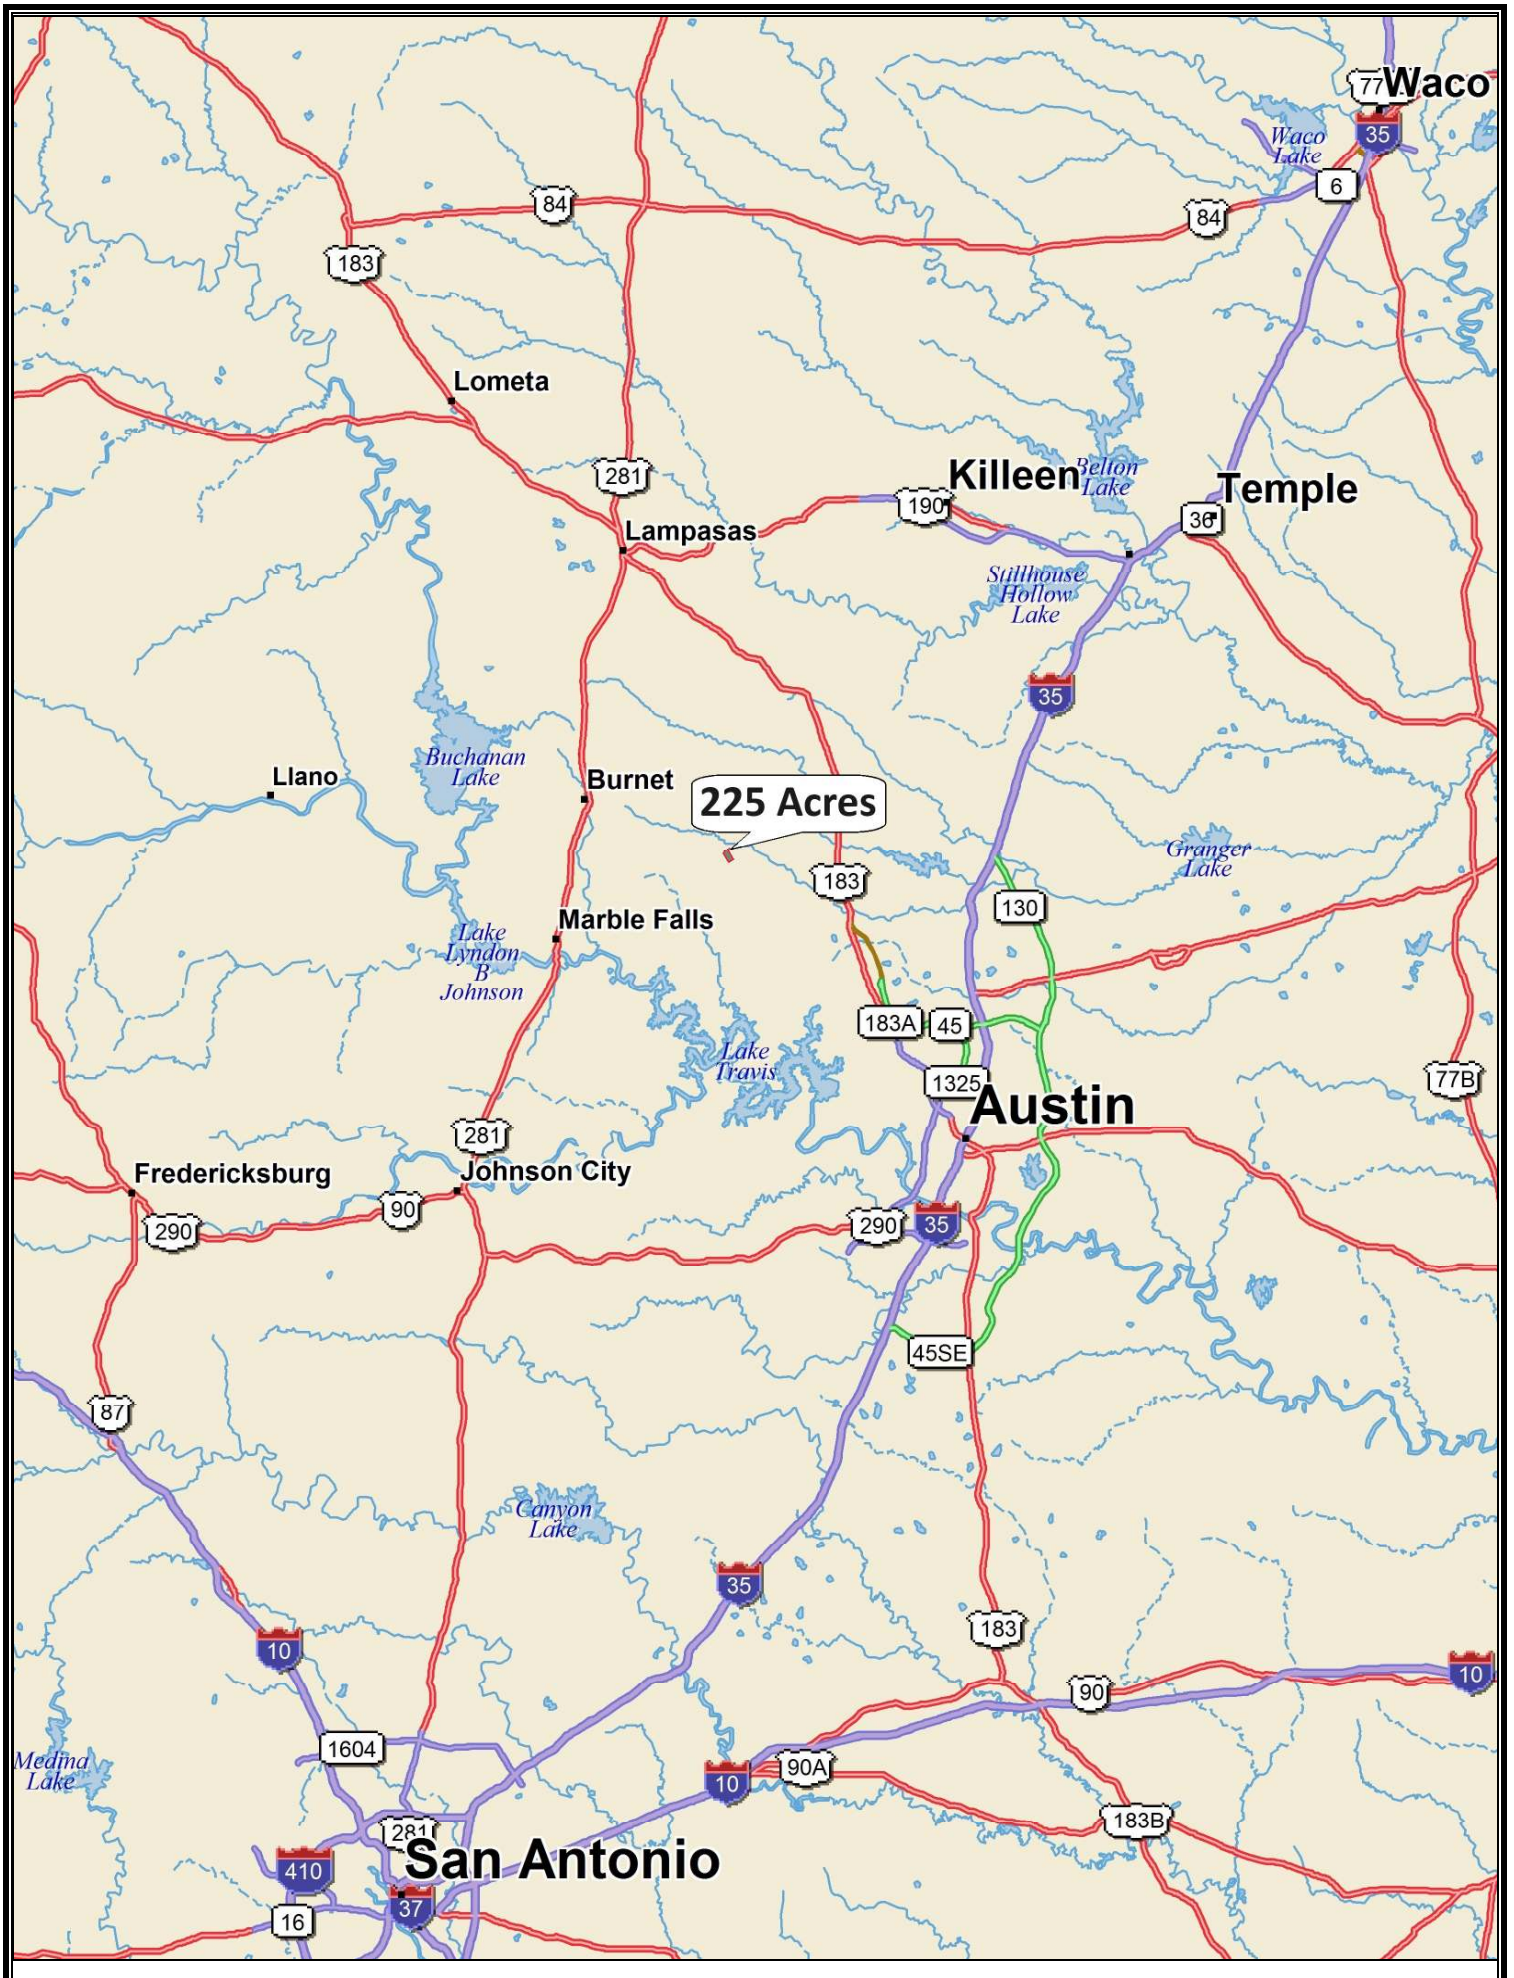 77
Waco
35
Waco
Lake
6
84
84
183
Lometa
281
Killeen
Belton
Lake
190
Temple
36
Lampasas
Stillhouse
Hollow
Lake
35
Buchanan
Lake
Llano
Burnet
225 Acres
Granger
Lake
183
130
Marble Falls
Lake
Lyndon
B
Johnson
183A
45
Lake
Travis
1325
77B
Austin
281
Fredericksburg
Johnson City
90
290
290
35
45SE
87
Canyon
Lake
35
183
10
10
90
1604
Medina
Lake
90A
10
183B
281
San Antonio
410
37
16